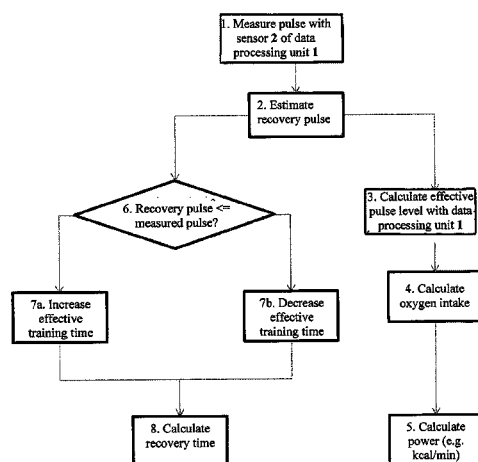 1. Measure pulse with
sensor 2 of data
processing unit 1
2. Estimate
recovery pulse
6. Recovery pulse <=
measured pulse?
3. Calculate effective
pulse level with data
processing unit 1
7a. Increase
effective
training time
7b. Decrease
effective
training time
4. Calculate
oxygen intake
8. Calculate
recovery time
5. Calculate
power (e.g.
kcal/min)